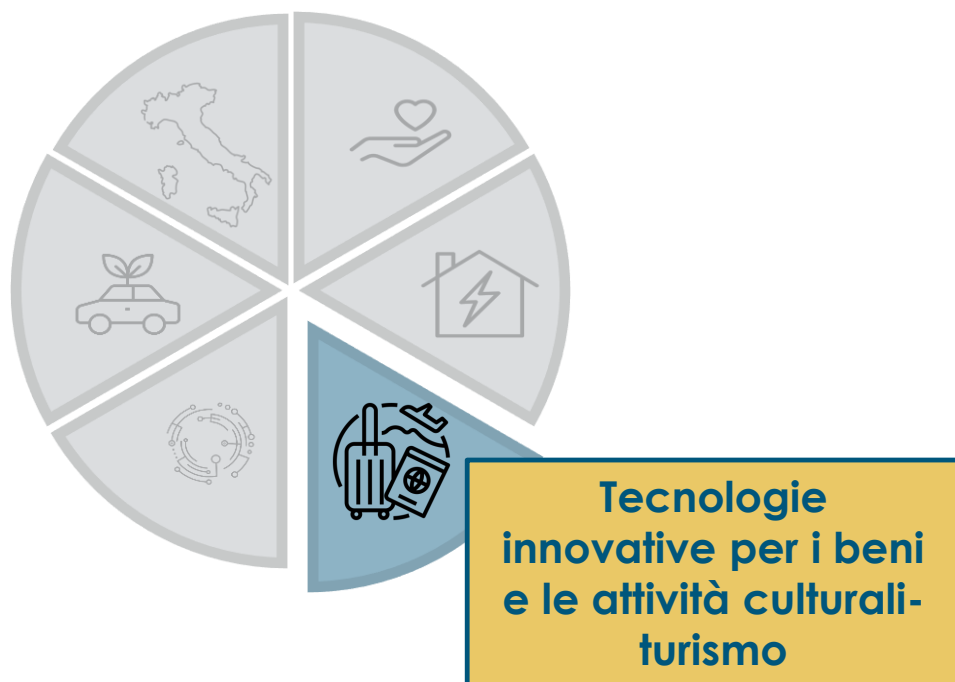 Tecnologie
innovative per i beni
e le attività culturali-
turismo